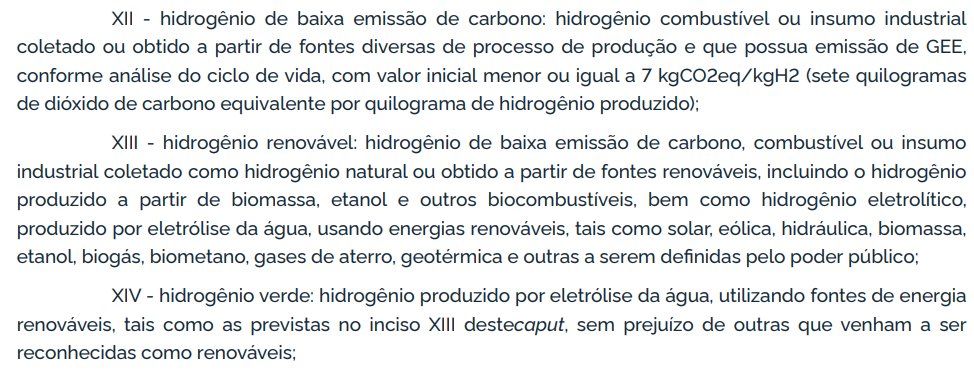 XII - hidrogênio de baixa emissão de carbono: hidrogênio combustível ou insumo industrial
coletado ou obtido a partir de fontes diversas de processo de produção e que possua emissão de GEE,
conforme análise do ciclo de vida, com valor inicial menor ou igual a 7 kgCO2eq/kgH2 (sete quilogramas
de dióxido de carbono equivalente por quilograma de hidrogênio produzido);
XIII - hidrogênio renovável: hidrogênio de baixa emissão de carbono, combustível ou insumo
industrial coletado como hidrogênio natural ou obtido a partir de fontes renováveis, incluindo o hidrogênio
produzido a partir de biomassa, etanol e outros biocombustíveis, bem como hidrogênio eletrolítico,
produzido por eletrólise da água, usando energias renováveis, tais como solar, eólica, hidráulica, biomassa,
etanol, biogás, biometano, gases de aterro, geotérmica e outras a serem definidas pelo poder público;
XIV - hidrogênio verde: hidrogênio produzido por eletrólise da água, utilizando fontes de energia
renováveis, tais como as previstas no inciso XIII destecaput, sem prejuízo de outras que venham a ser
reconhecidas como renováveis;